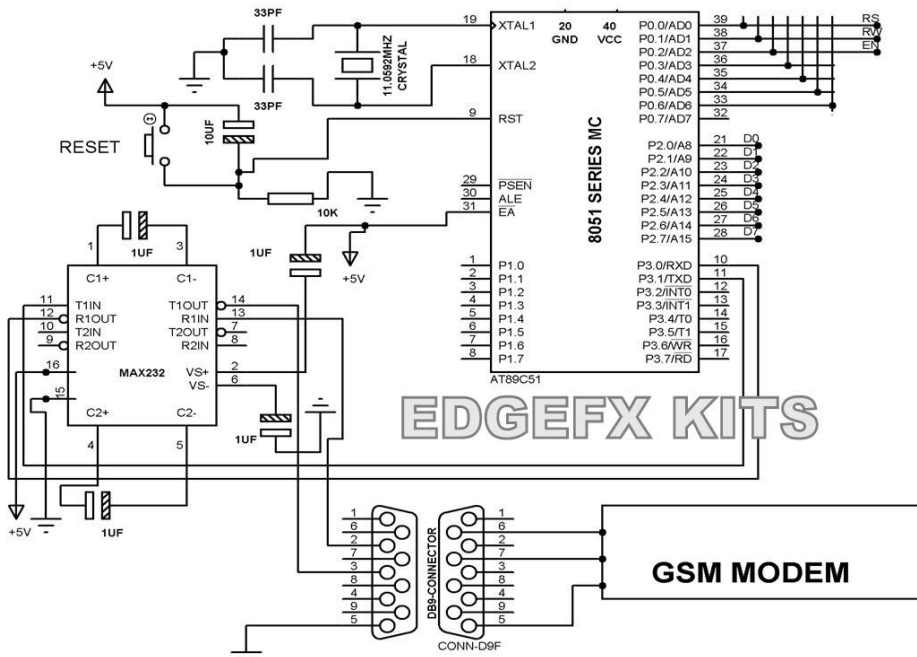 33PF
33PF
11.0592MHZ
CRYSTAL
+5V
RESET
10UF
10K
19
18
9
29
30
31
1
2
3
4
5
6
7
8
XTAL1
XTAL2
RST
PSEN
ALE
EA
P1.0
P1.1
P1.2
P1.3
P1.4
P1.5
P1.6
P1.7
20
GND
40
VCC
8051 SERIES MC
P0.0/AD0
P0.1/AD1
P0.2/AD2
P0.3/AD3
P0.4/AD4
P0.5/AD5
P0.6/AD6
P0.7/AD7
P2.0/A8
P2.1/A9
P2.2/A10
P2.3/A11
P2.4/A12
P2.5/A13
P2.6/A14
P2.7/A15
P3.0/RXD
P3.1/TXD
P3.2/INT0
P3.3/INT1
P3.4/T0
P3.5/T1
P3.6/WR
P3.7/RD
39
38
37
36
35
34
33
32
21
22
23
24
25
26
27
28
10
11
12
13
14
15
16
17
RS
RW
EN
D0
D1
D2
D3
D4
D5
D6
D7
AT89C51
1UF
+5V
1
1UF
3
C1+
C1-
11
12
10
9
16
15
T1IN
R1OUT
T2IN
R2OUT
T1OUT
R1IN
T2OUT
R2IN
VS+
VS-
14
13
7
8
2
6
MAX232
C2+
C2-
4
5
1UF
1UF
+5V
EDGEFX KITS
1
6
2
7
3
8
4
9
5
DB9-CONNECTOR
1
6
2
7
3
8
4
9
5
CONN-D9F
GSM MODEM